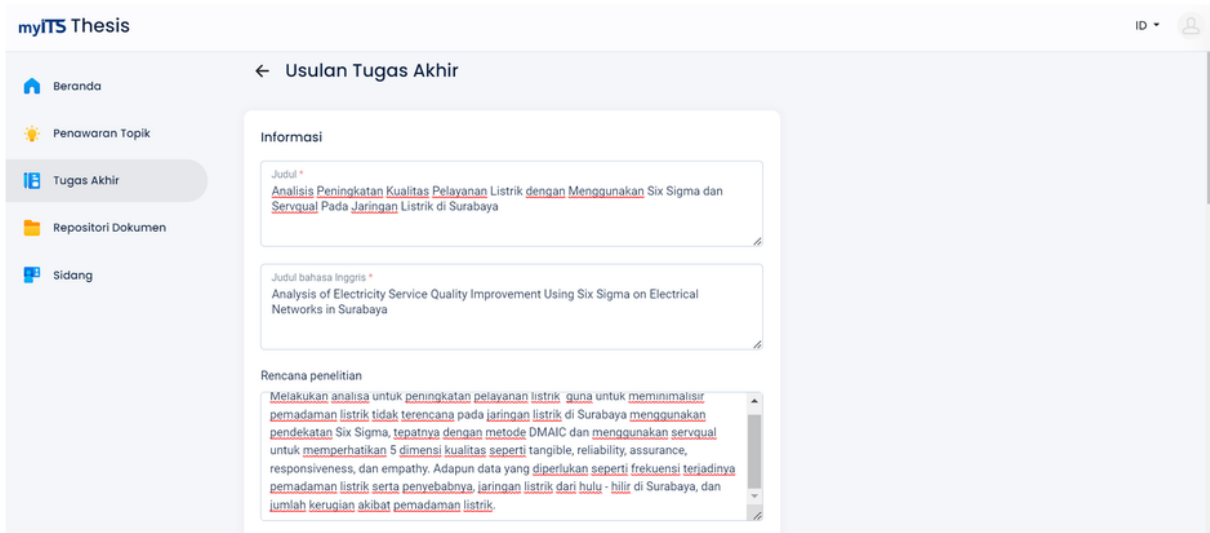 myITS Thesis
ID
Beranda
Penawaran Topik
Tugas Akhir
Repositori Dokumen
Sidang
← Usulan Tugas Akhir
Informasi
Judul *
Analisis Peningkatan Kualitas Pelayanan Listrik dengan Menggunakan Six Sigma dan
Servqual Pada Jaringan Listrik di Surabaya
Judul bahasa Inggris *
Analysis of Electricity Service Quality Improvement Using Six Sigma on Electrical
Networks in Surabaya
Rencana penelitian
Melakukan analisa untuk peningkatan pelayanan listrik guna untuk meminimalisir
pemadaman listrik tidak terencana pada jaringan listrik di Surabaya menggunakan
pendekatan Six Sigma, tepatnya dengan metode DMAIC dan menggunakan servqual
untuk memperhatikan 5 dimensi kualitas seperti tangible, reliability, assurance,
responsiveness, dan empathy. Adapun data yang diperlukan seperti frekuensi terjadinya
pemadaman listrik serta penyebabnya, jaringan listrik dari hulu - hilir di Surabaya, dan
jumlah kerugian akibat pemadaman listrik.